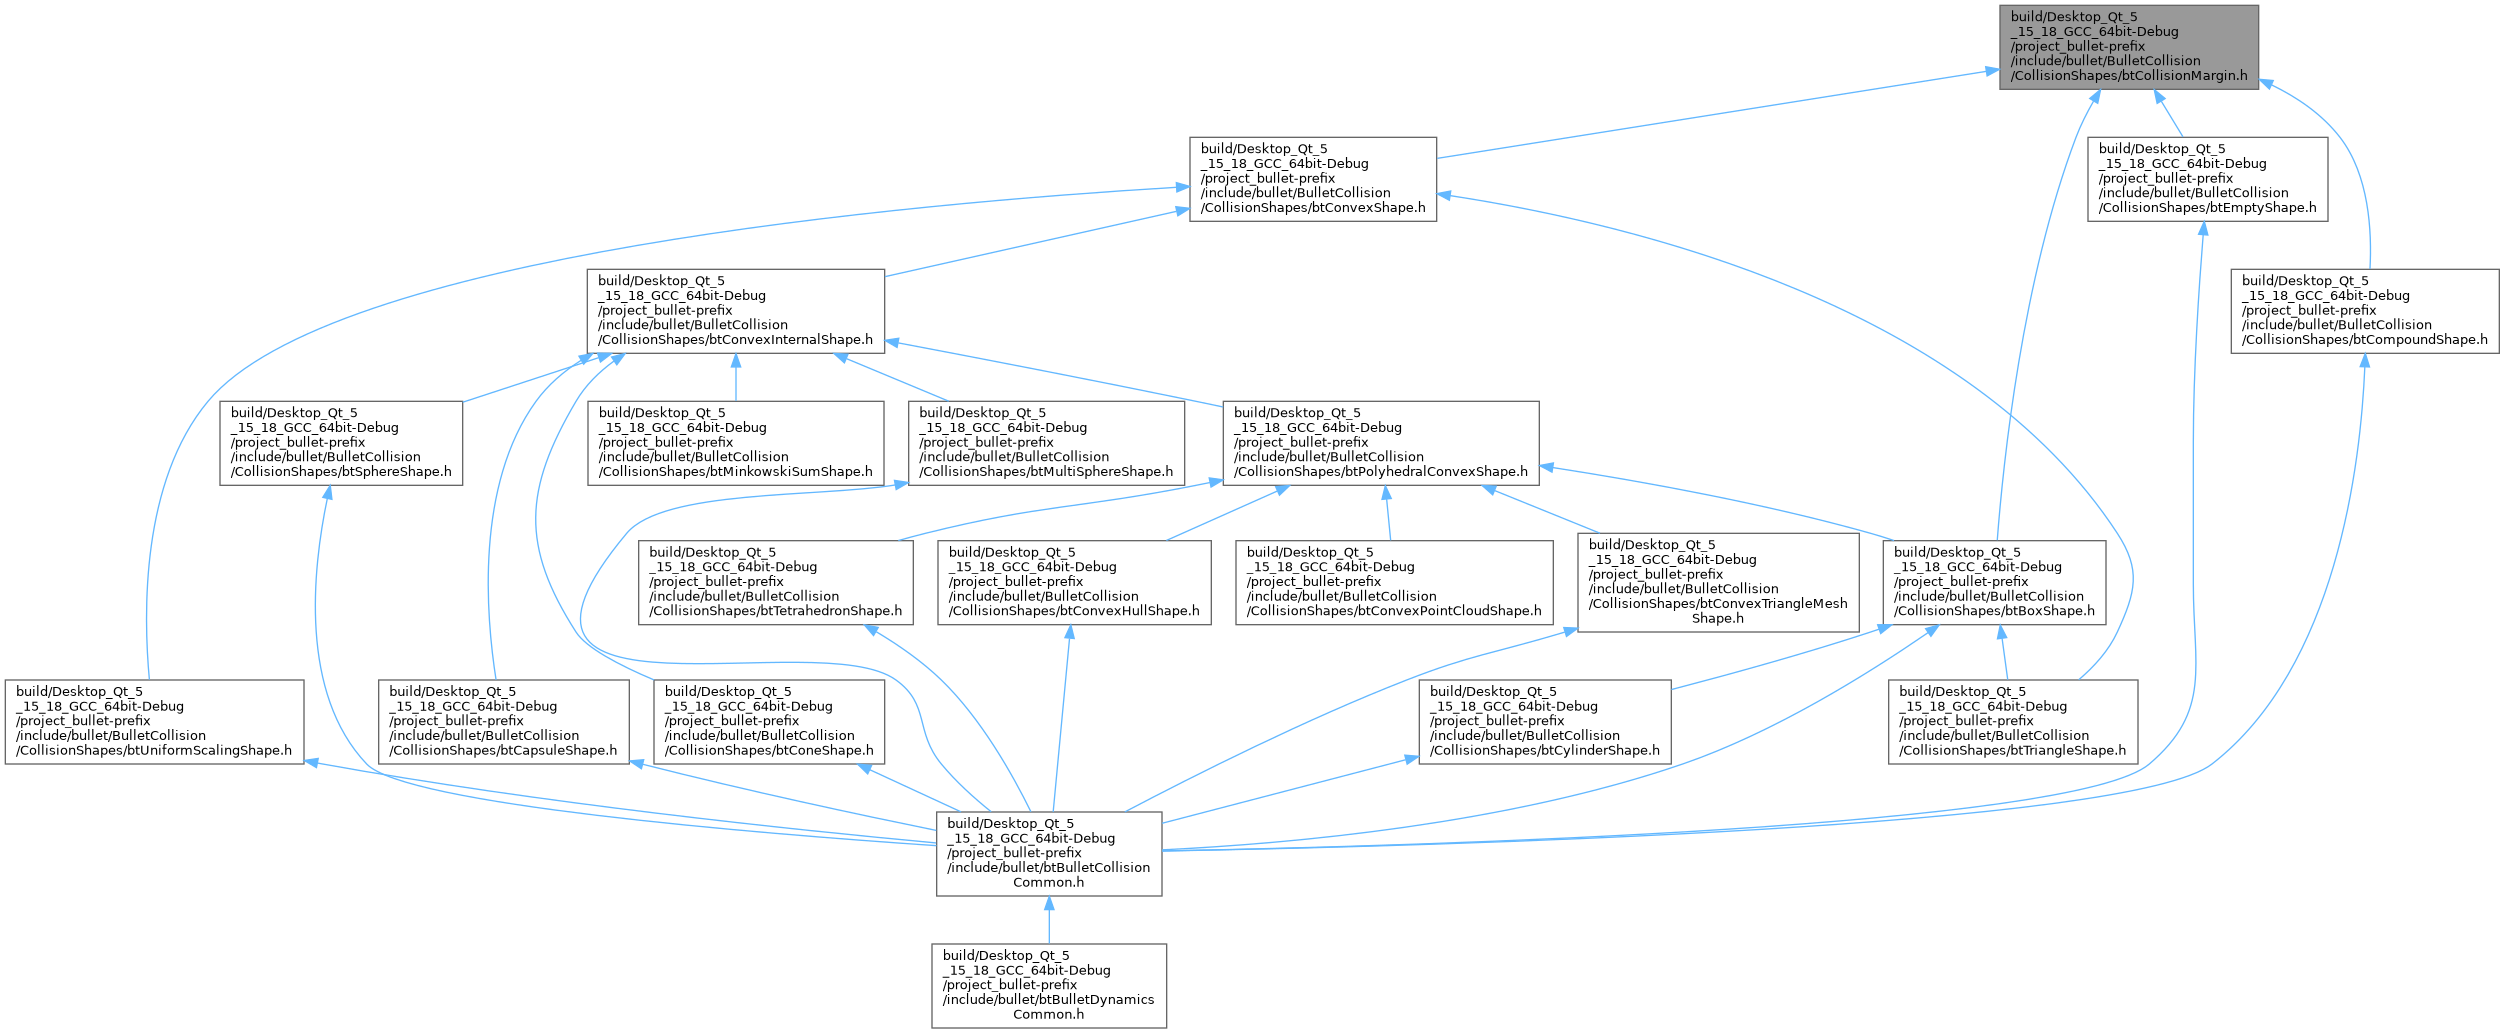 build/Desktop_Qt_5
_15_18_GCC_64bit-Debug
/project_bullet-prefix
/include/bullet/BulletCollision
/CollisionShapes/btCollisionMargin.h
build/Desktop_Qt_5
_15_18_GCC_64bit-Debug
/project_bullet-prefix
/include/bullet/BulletCollision
/CollisionShapes/btConvexShape.h
build/Desktop_Qt_5
_15_18_GCC_64bit-Debug
/project_bullet-prefix
/include/bullet/BulletCollision
/CollisionShapes/btEmptyShape.h
build/Desktop_Qt_5
_15_18_GCC_64bit-Debug
/project_bullet-prefix
/include/bullet/BulletCollision
/CollisionShapes/btConvexInternalShape.h
build/Desktop_Qt_5
_15_18_GCC_64bit-Debug
/project_bullet-prefix
/include/bullet/BulletCollision
/CollisionShapes/btCompoundShape.h
build/Desktop_Qt_5
_15_18_GCC_64bit-Debug
/project_bullet-prefix
/include/bullet/BulletCollision
/CollisionShapes/btSphereShape.h
build/Desktop_Qt_5
_15_18_GCC_64bit-Debug
/project_bullet-prefix
/include/bullet/BulletCollision
/CollisionShapes/btMinkowskiSumShape.h
build/Desktop_Qt_5
_15_18_GCC_64bit-Debug
/project_bullet-prefix
/include/bullet/BulletCollision
/CollisionShapes/btMultiSphereShape.h
build/Desktop_Qt_5
_15_18_GCC_64bit-Debug
/project_bullet-prefix
/include/bullet/BulletCollision
/CollisionShapes/btPolyhedralConvexShape.h
build/Desktop_Qt_5
_15_18_GCC_64bit-Debug
/project_bullet-prefix
/include/bullet/BulletCollision
/CollisionShapes/btTetrahedronShape.h
build/Desktop_Qt_5
_15_18_GCC_64bit-Debug
/project_bullet-prefix
/include/bullet/BulletCollision
/CollisionShapes/btConvexHullShape.h
build/Desktop_Qt_5
_15_18_GCC_64bit-Debug
/project_bullet-prefix
/include/bullet/BulletCollision
/CollisionShapes/btConvexPointCloudShape.h
build/Desktop_Qt_5
_15_18_GCC_64bit-Debug
/project_bullet-prefix
/include/bullet/BulletCollision
/CollisionShapes/btConvexTriangleMesh
Shape.h
build/Desktop_Qt_5
_15_18_GCC_64bit-Debug
/project_bullet-prefix
/include/bullet/BulletCollision
/CollisionShapes/btBoxShape.h
build/Desktop_Qt_5
_15_18_GCC_64bit-Debug
/project_bullet-prefix
/include/bullet/BulletCollision
/CollisionShapes/btUniformScalingShape.h
build/Desktop_Qt_5
_15_18_GCC_64bit-Debug
/project_bullet-prefix
/include/bullet/BulletCollision
/CollisionShapes/btCapsuleShape.h
build/Desktop_Qt_5
_15_18_GCC_64bit-Debug
/project_bullet-prefix
/include/bullet/BulletCollision
/CollisionShapes/btConeShape.h
build/Desktop_Qt_5
_15_18_GCC_64bit-Debug
/project_bullet-prefix
/include/bullet/BulletCollision
/CollisionShapes/btCylinderShape.h
build/Desktop_Qt_5
_15_18_GCC_64bit-Debug
/project_bullet-prefix
/include/bullet/BulletCollision
/CollisionShapes/btTriangleShape.h
build/Desktop_Qt_5
_15_18_GCC_64bit-Debug
/project_bullet-prefix
/include/bullet/btBulletCollision
Common.h
build/Desktop_Qt_5
_15_18_GCC_64bit-Debug
/project_bullet-prefix
/include/bullet/btBulletDynamics
Common.h